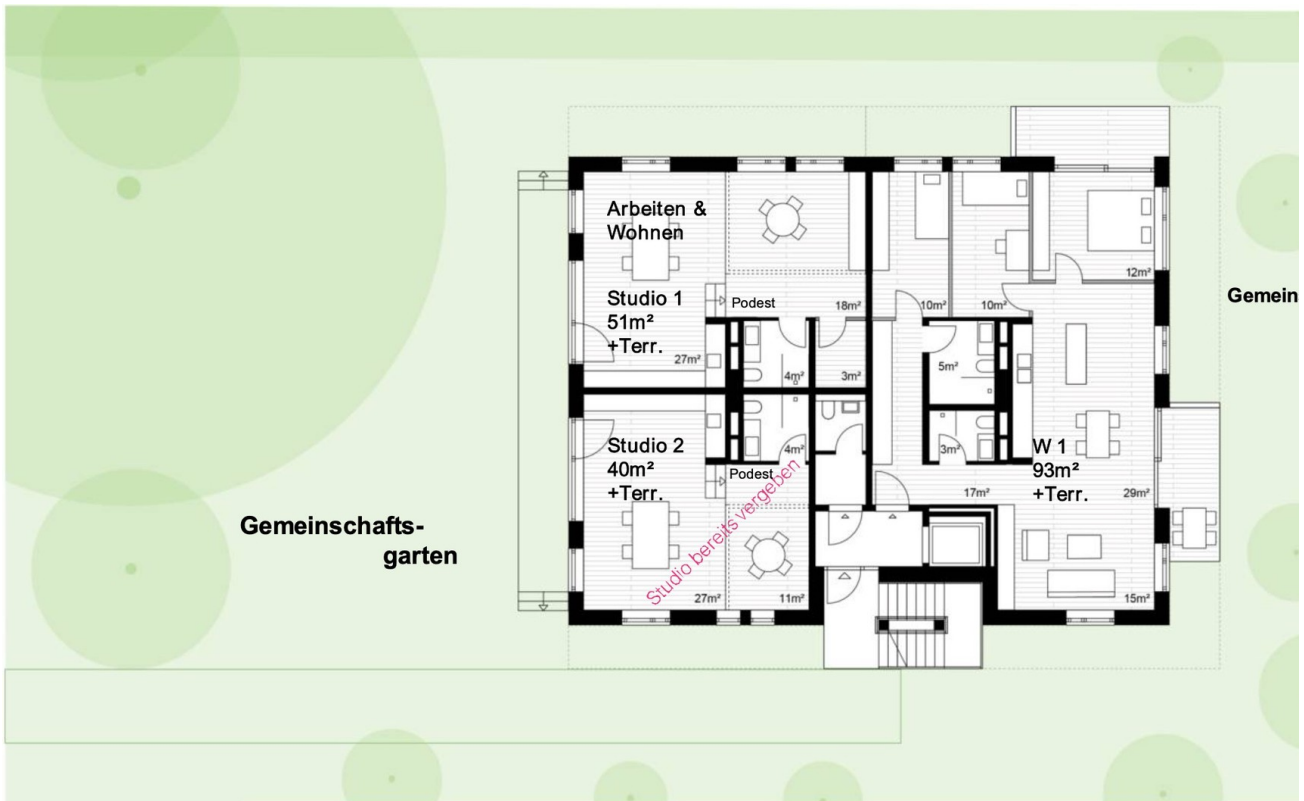 Arbeiten &
Wohnen
Studio 1
51m²
+Terr.
27m²
Podest
18m²
4m²
3m²
10m²
10m²
12m²
5m²
3m²
W 1
93m²
+Terr.
17m²
29m²
15m²
Studio 2
40m²
+Terr.
27m²
4m²
Podest
11m²
Studio bereits vergeben
Gemeinschafts-
garten
Gemein